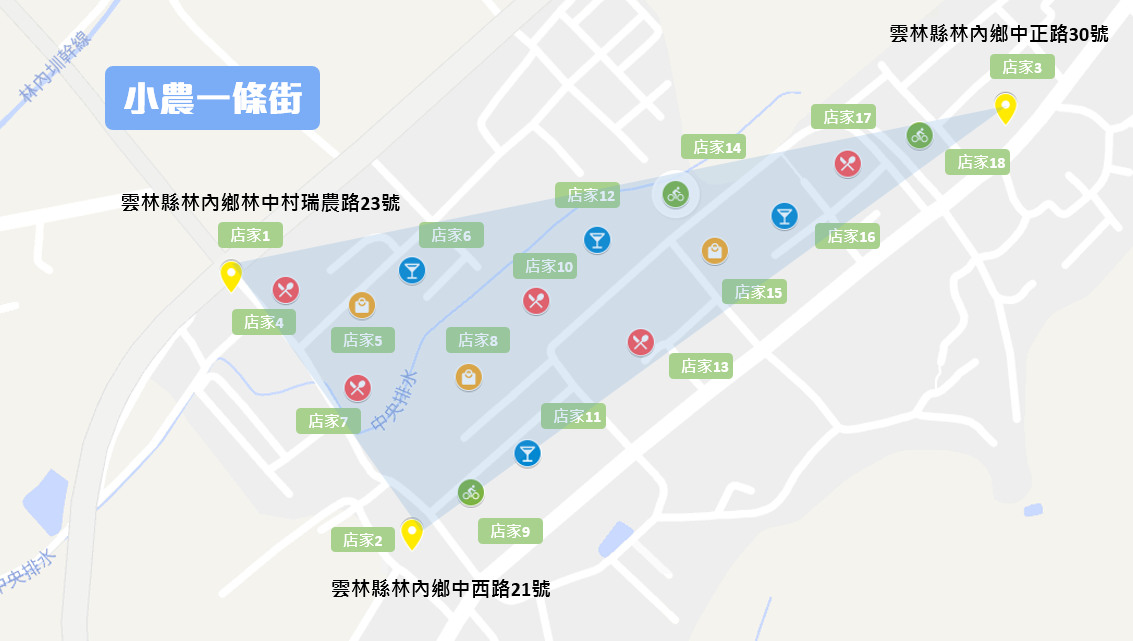 雲林縣林內鄉中正路30號
林內圳幹線
店家3
小農一條街
店家17
店家14
店家18
雲林縣林內鄉林中村瑞農路23號
店家12
店家1
店家6
店家16
店家10
店家15
店家4
店家5
店家8
店家13
中央排水
店家7
店家11
店家9
店家2
中央排水
雲林縣林內鄉中西路21號